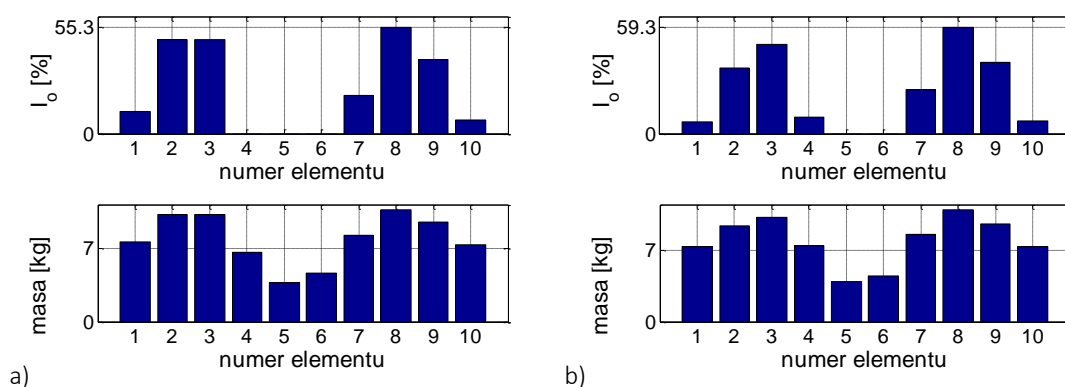 55.3
I_o [%]
0
1 2 3 4 5 6 7 8 9 10
numer elementu
7
masa [kg]
0
1 2 3 4 5 6 7 8 9 10
numer elementu
a)
59.3
I_o [%]
0
1 2 3 4 5 6 7 8 9 10
numer elementu
7
masa [kg]
0
1 2 3 4 5 6 7 8 9 10
numer elementu
b)